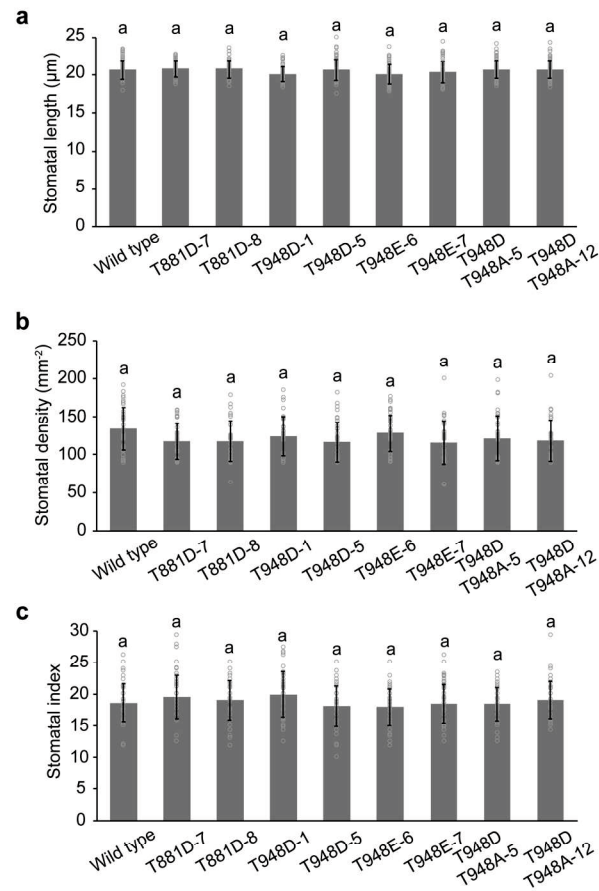 a
a a a a a a a a a
Stomatal length (μm)
25
20
15
10
5
0
Wild type
T881D-7
T881D-8
T948D-1
T948D-5
T948E-6
T948E-7
T948D
T948A-5
T948D
T948A-12
b
a a a a a a a a a
Stomatal density (mm-2)
250
200
150
100
50
0
Wild type
T881D-7
T881D-8
T948D-1
T948D-5
T948E-6
T948E-7
T948D
T948A-5
T948D
T948A-12
c
a a a a a a a a a
Stomatal index
30
25
20
15
10
5
0
Wild type
T881D-7
T881D-8
T948D-1
T948D-5
T948E-6
T948E-7
T948D
T948A-5
T948D
T948A-12